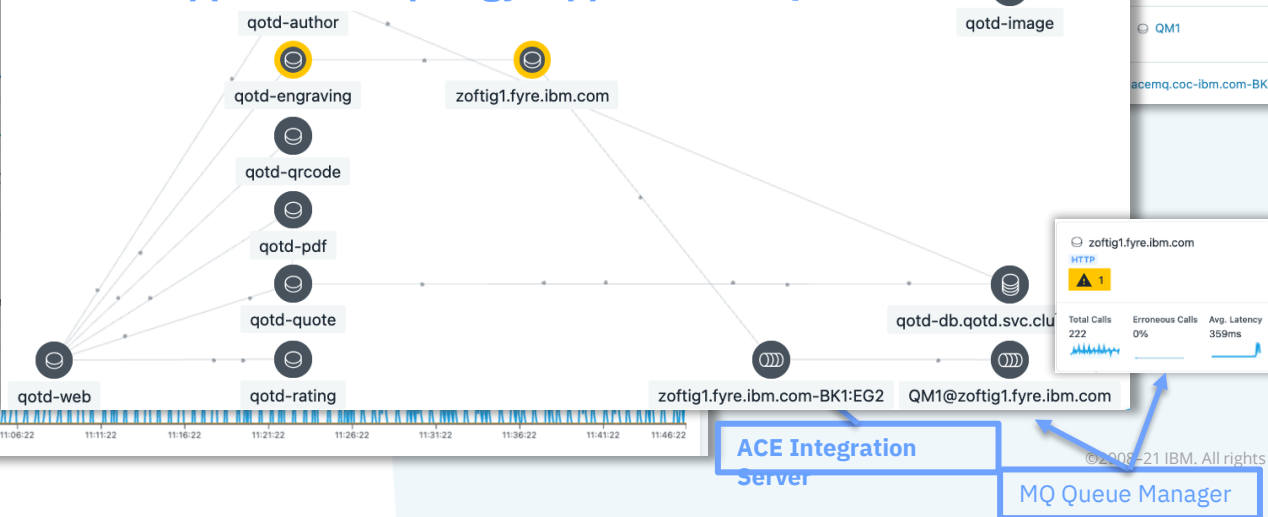 qotd-author
qotd-image
QM1
acemq.coc-ibm.com-BK
qotd-engraving
zoftig1.fyre.ibm.com
qotd-qrcode
qotd-pdf
zoftig1.fyre.ibm.com
HTTP
1
Total Calls Erroneous Calls Avg. Latency
222 0% 359ms
qotd-quote
qotd-db.qotd.svc.clu
qotd-web
qotd-rating
zoftig1.fyre.ibm.com-BK1:EG2
QM1@zoftig1.fyre.ibm.com
11:06:22 11:11:22 11:16:22 11:21:22 11:26:22 11:31:22 11:36:22 11:41:22 11:46:22
ACE Integration
Server
©2008–21 IBM. All rights
MQ Queue Manager